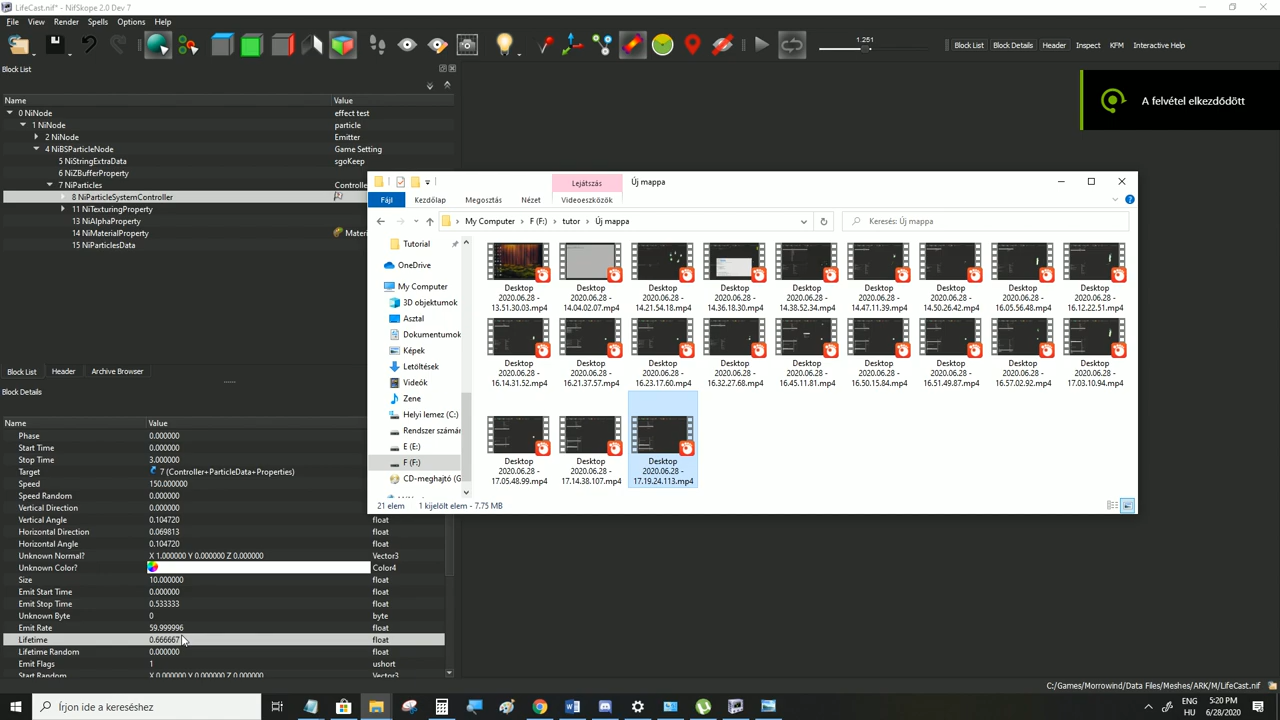 LifeCast.nif* - NifSkope 2.0 Dev 7
File View Render Spells Options Help
1.251
Block List Block Details Header Inspect KFM Interactive Help
A felvétel elkezdődött
Block List
Name Value
0 NiNode effect test
1 NiNode particle
2 NiNode Emitter
4 NiBSParticleNode Game Setting
5 NiStringExtraData sgoKeep
6 NiZBufferProperty
7 NiParticles Controlle
8 NiParticleSystemController
11 NiTexturingProperty
13 NiAlphaProperty
14 NiMaterialProperty Materi
15 NiParticlesData
Block List Header Archive Browser
Lejátszás Új mappa
Fájl Kezdőlap Megosztás Nézet Videoeszközök
My Computer F (F:) tutor Új mappa Keresés: Új mappa
Tutorial
OneDrive
My Computer
3D objektumok
Asztal
Dokumentumok
Képek
Letöltések
Videók
Zene
Helyi lemez (C:)
Rendszer számár
E (E:)
F (F:)
CD-meghajtó (G
Desktop 2020.06.28 - 13.51.30.03.mp4
Desktop 2020.06.28 - 14.04.02.07.mp4
Desktop 2020.06.28 - 14.21.54.18.mp4
Desktop 2020.06.28 - 14.36.18.30.mp4
Desktop 2020.06.28 - 14.38.52.34.mp4
Desktop 2020.06.28 - 14.47.11.39.mp4
Desktop 2020.06.28 - 14.50.26.42.mp4
Desktop 2020.06.28 - 16.05.56.48.mp4
Desktop 2020.06.28 - 16.12.22.51.mp4
Desktop 2020.06.28 - 16.14.31.52.mp4
Desktop 2020.06.28 - 16.21.37.57.mp4
Desktop 2020.06.28 - 16.23.17.60.mp4
Desktop 2020.06.28 - 16.32.27.68.mp4
Desktop 2020.06.28 - 16.45.11.81.mp4
Desktop 2020.06.28 - 16.50.15.84.mp4
Desktop 2020.06.28 - 16.51.49.87.mp4
Desktop 2020.06.28 - 16.57.02.92.mp4
Desktop 2020.06.28 - 17.03.10.94.mp4
Desktop 2020.06.28 - 17.05.48.99.mp4
Desktop 2020.06.28 - 17.14.38.107.mp4
Desktop 2020.06.28 - 17.19.24.113.mp4
21 elem 1 kijelölt elem - 7.75 MB
Block Details
Name Value
Phase 0.000000
Start Time 0.000000
Stop Time 3.000000
Target 7 (Controller+ParticleData+Properties)
Speed 150.000000
Speed Random 0.000000
Vertical Direction 0.000000
Vertical Angle 0.104720 float
Horizontal Direction 0.069813 float
Horizontal Angle 0.104720 float
Unknown Normal? X 1.000000 Y 0.000000 Z 0.000000 Vector3
Unknown Color? Color4
Size 10.000000 float
Emit Start Time 0.000000 float
Emit Stop Time 0.533333 float
Unknown Byte 0 byte
Emit Rate 59.999996 float
Lifetime 0.666667 float
Lifetime Random 0.000000 float
Emit Flags 1 ushort
Start Random X 0.000000 Y 0.000000 Z 0.000000 Vector3
C:/Games/Morrowind/Data Files/Meshes/ARK/M/LifeCast.nif
Írjon ide a kereséshez
ENG 5:20 PM
HU 6/28/2020